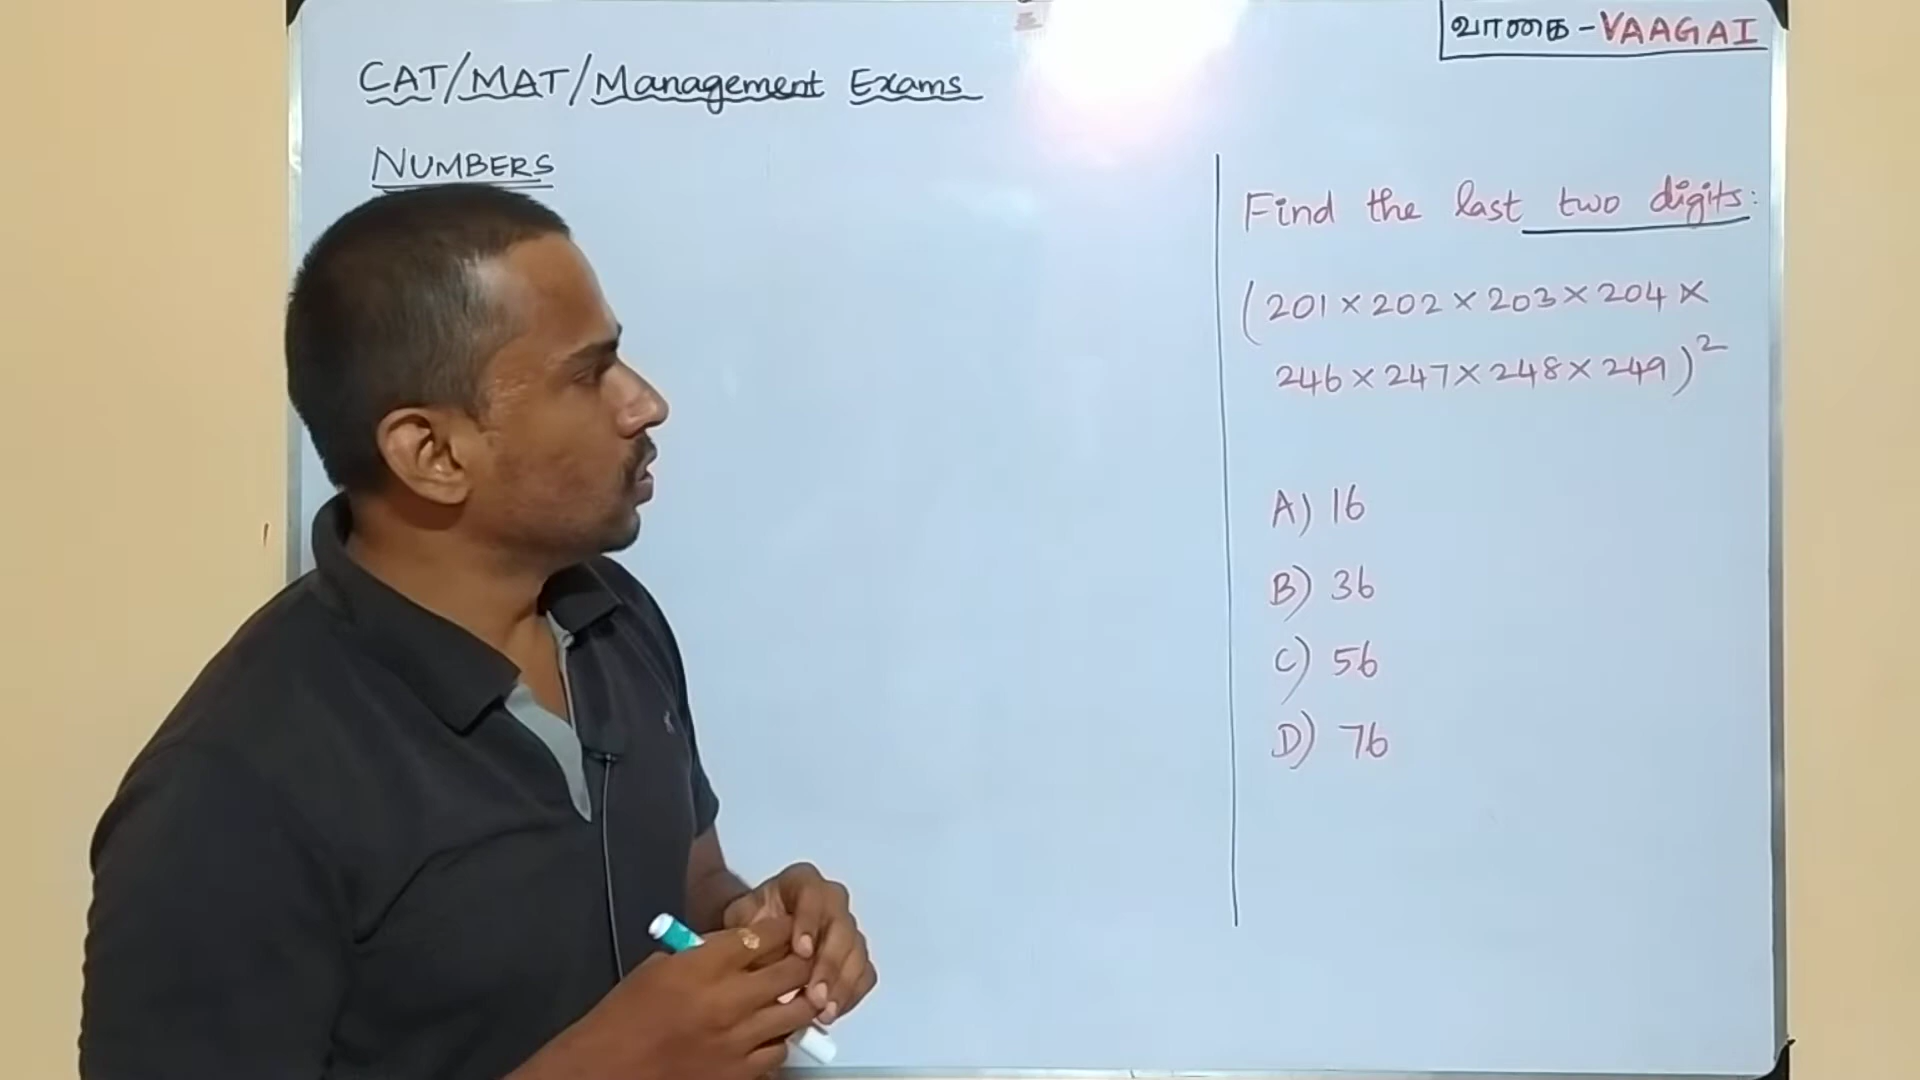 வாகை - VAAGAI
CAT/MAT/Management Exams
NUMBERS
Find the last two digits:
(201 × 202 × 203 × 204 ×
246 × 247 × 248 × 249)²
A) 16
B) 36
C) 56
D) 76